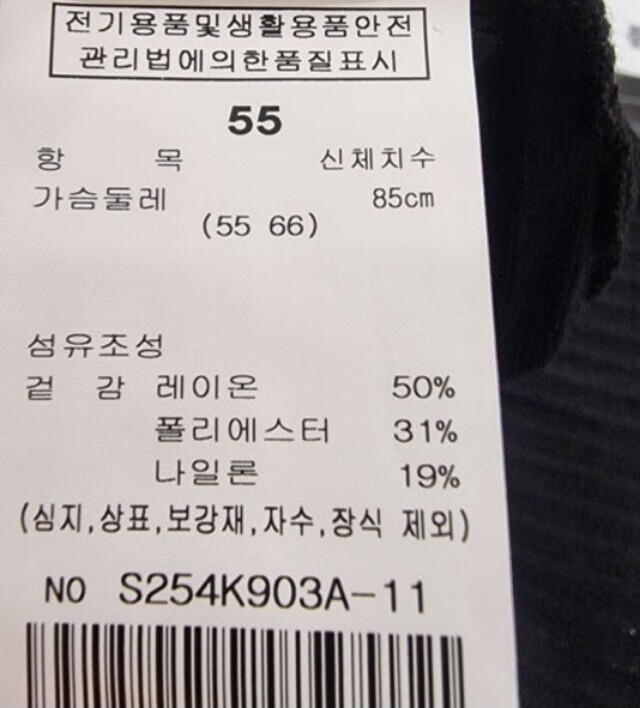 전기용품및생활용품안전
관리법에의한품질표시
55
항 목 신체치수
가슴둘레 85cm
(55 66)
섬유조성
겉 감 레이온 50%
폴리에스터 31%
나일론 19%
(심지,상표,보강재,자수,장식 제외)
NO S254K903A-11